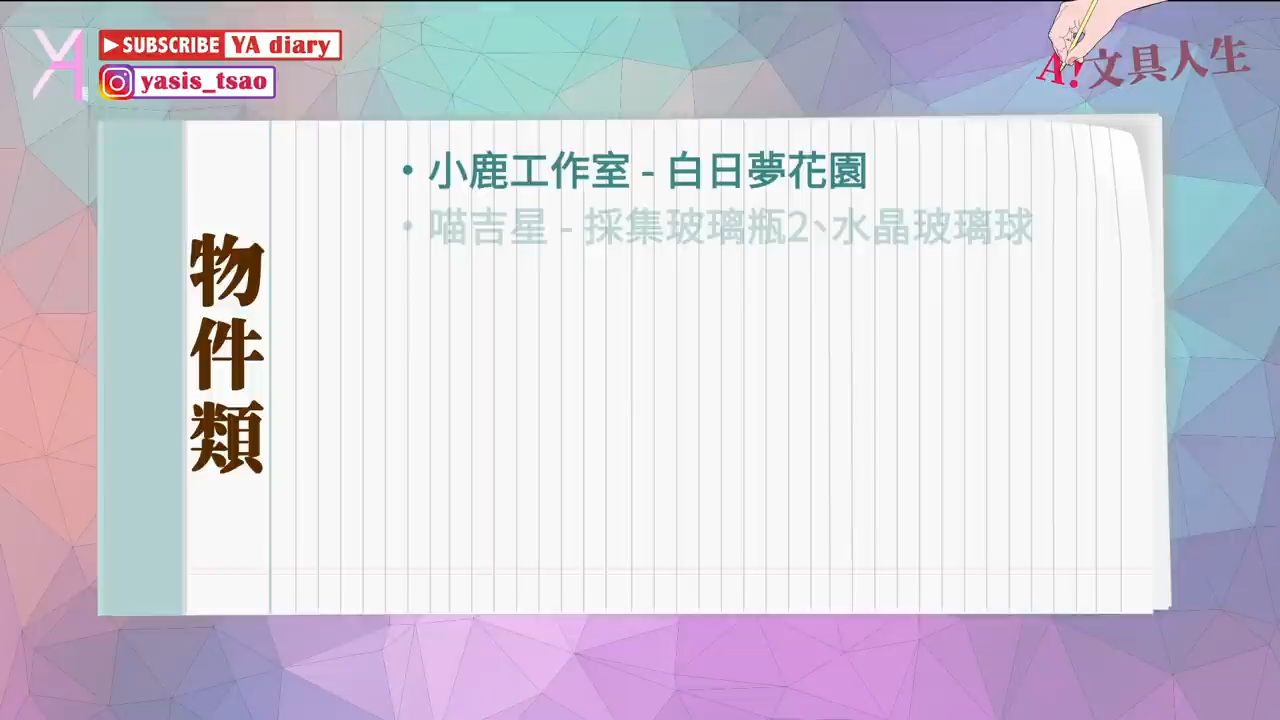 YA
SUBSCRIBE YA diary
yasis_tsao
A!文具人生
物件類
• 小鹿工作室 - 白日夢花園
• 喵吉星 - 採集玻璃瓶2、水晶玻璃球